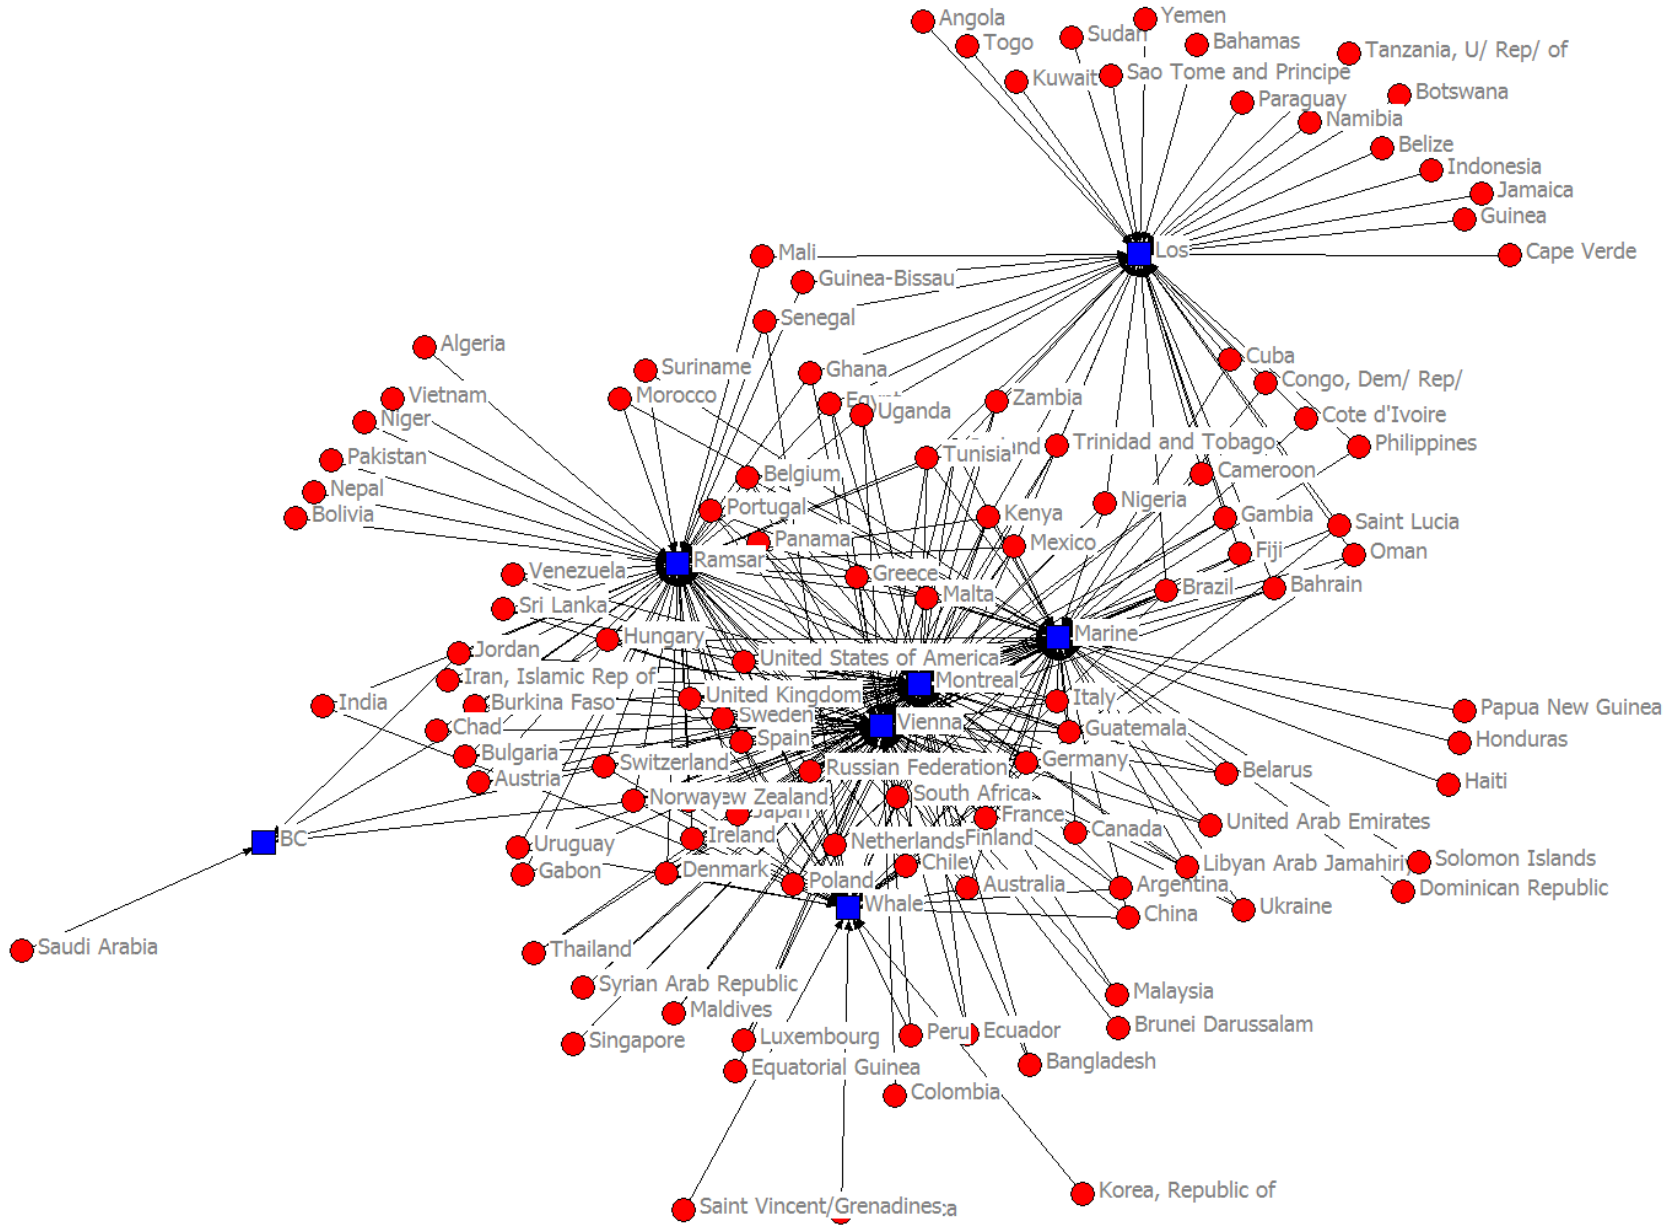 Angola
Yemen
Togo
Sudan
Bahamas
Tanzania, U/ Rep/ of
Kuwait
Sao Tome and Principe
Paraguay
Botswana
Namibia
Belize
Indonesia
Jamaica
Guinea
Los
Cape Verde
Mali
Guinea-Bissau
Senegal
Algeria
Suriname
Ghana
Cuba
Congo, Dem/ Rep/
Vietnam
Morocco
Egypt
Uganda
Zambia
Cote d'Ivoire
Niger
Philippines
Pakistan
Tunisia
Trinidad and Tobago
Cameroon
Nepal
Belgium
Nigeria
Bolivia
Portugal
Kenya
Gambia
Saint Lucia
Panama
Mexico
Fiji
Oman
Ramsar
Venezuela
Greece
Brazil
Bahrain
Sri Lanka
Malta
Hungary
Marine
Jordan
United States of America
Iran, Islamic Rep of
Montreal
India
Burkina Faso
United Kingdom
Italy
Papua New Guinea
Chad
Sweden
Vienna
Guatemala
Spain
Honduras
Bulgaria
Switzerland
Russian Federation
Germany
Belarus
Austria
Haiti
Norway
ew Zealand
South Africa
Japan
France
United Arab Emirates
BC
Ireland
Netherlands
Finland
Canada
Uruguay
Chile
Libyan Arab Jamahiriy
Solomon Islands
Gabon
Denmark
Poland
Australia
Argentina
Dominican Republic
Whale
China
Ukraine
Saudi Arabia
Thailand
Syrian Arab Republic
Malaysia
Maldives
Brunei Darussalam
Singapore
Luxembourg
Peru
Ecuador
Equatorial Guinea
Bangladesh
Colombia
Korea, Republic of
Saint Vincent/Grenadines